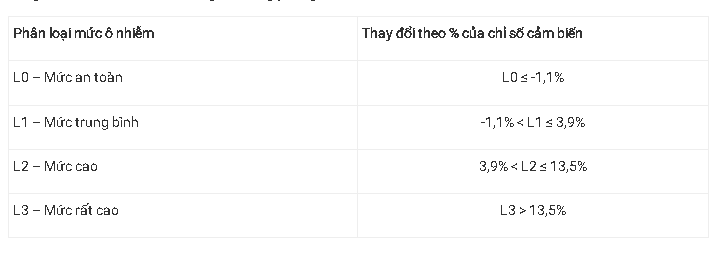 Phân loại mức ô nhiễm
Thay đổi theo % của chỉ số cảm biến
L0 – Mức an toàn
L0 ≤ -1,1%
L1 – Mức trung bình
-1,1% < L1 ≤ 3,9%
L2 – Mức cao
3,9% < L2 ≤ 13,5%
L3 – Mức rất cao
L3 > 13,5%